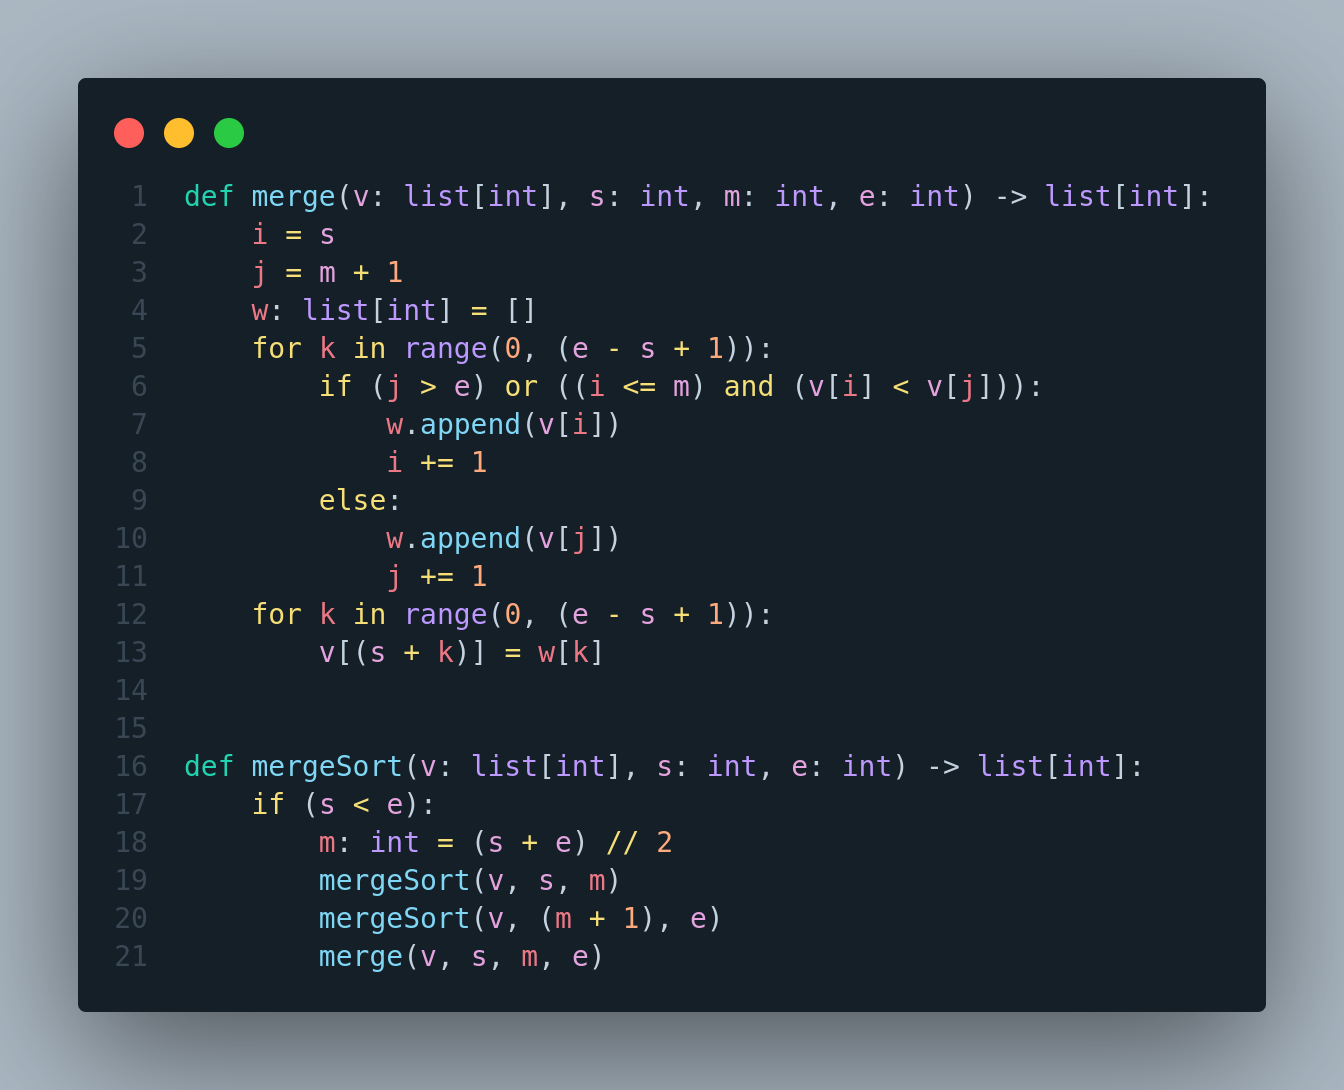 1 def merge(v: list[int], s: int, m: int, e: int) -> list[int]:
2     i = s
3     j = m + 1
4     w: list[int] = []
5     for k in range(0, (e - s + 1)):
6         if (j > e) or ((i <= m) and (v[i] < v[j])):
7             w.append(v[i])
8             i += 1
9         else:
10             w.append(v[j])
11             j += 1
12     for k in range(0, (e - s + 1)):
13         v[(s + k)] = w[k]
14
15
16 def mergeSort(v: list[int], s: int, e: int) -> list[int]:
17     if (s < e):
18         m: int = (s + e) // 2
19         mergeSort(v, s, m)
20         mergeSort(v, (m + 1), e)
21         merge(v, s, m, e)